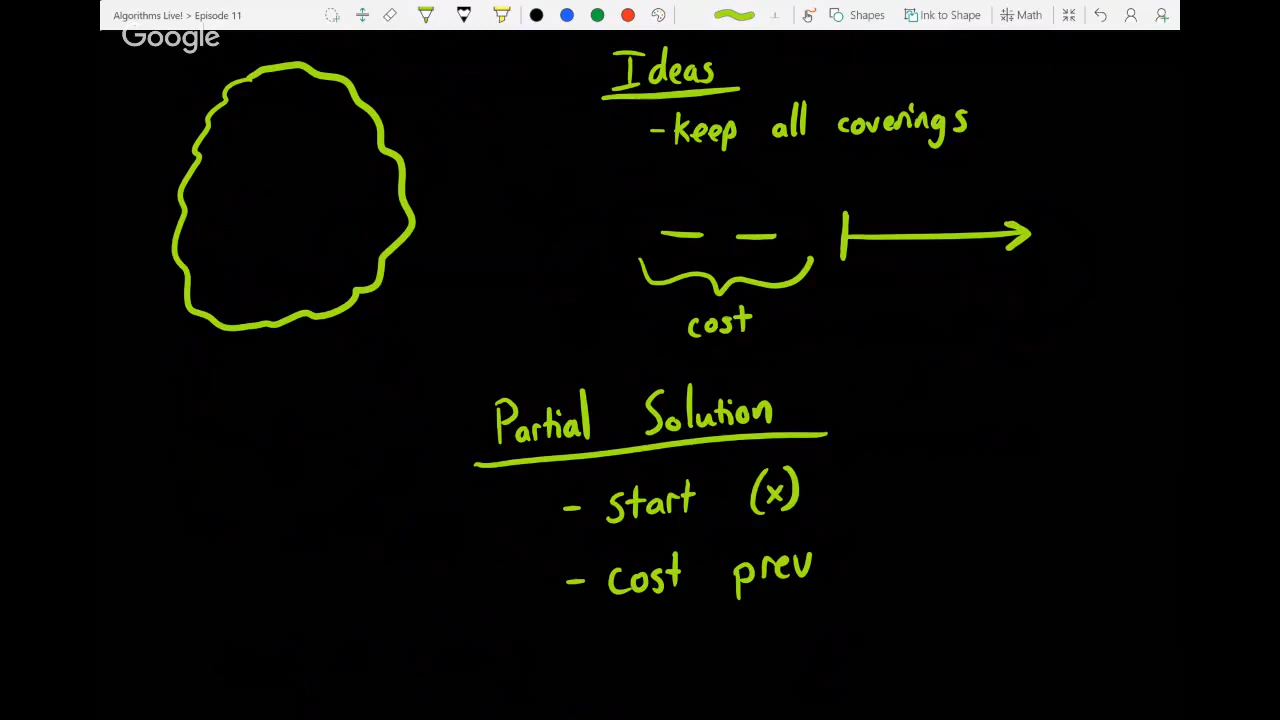 Algorithms Live! > Episode 11
Shapes
Ink to Shape
Math
Google
Ideas
- Keep all coverings
cost
Partial Solution
- start (x)
- cost prev